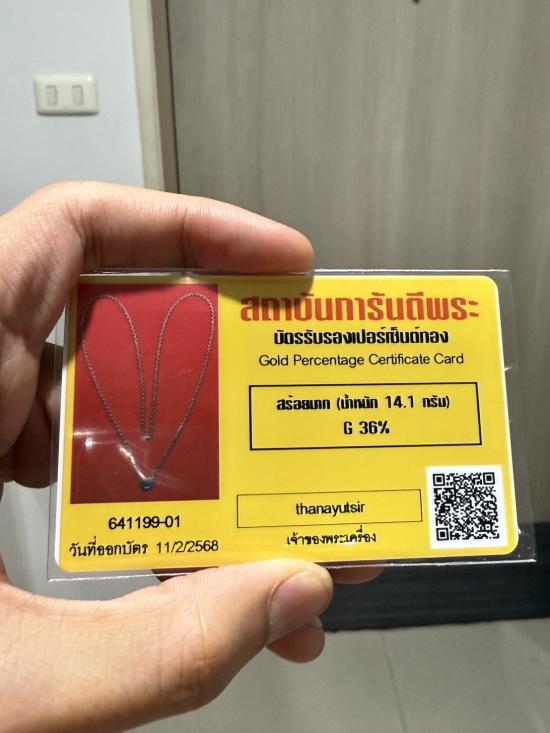 สถาบันการันตีพระ
บัตรรับรองเปอร์เซ็นต์ทอง
Gold Percentage Certificate Card
สร้อยนาก (น้ำหนัก 14.1 กรัม)
G 36%
thanayutsir
เจ้าของพระเครื่อง
641199-01
วันที่ออกบัตร 11/2/2568